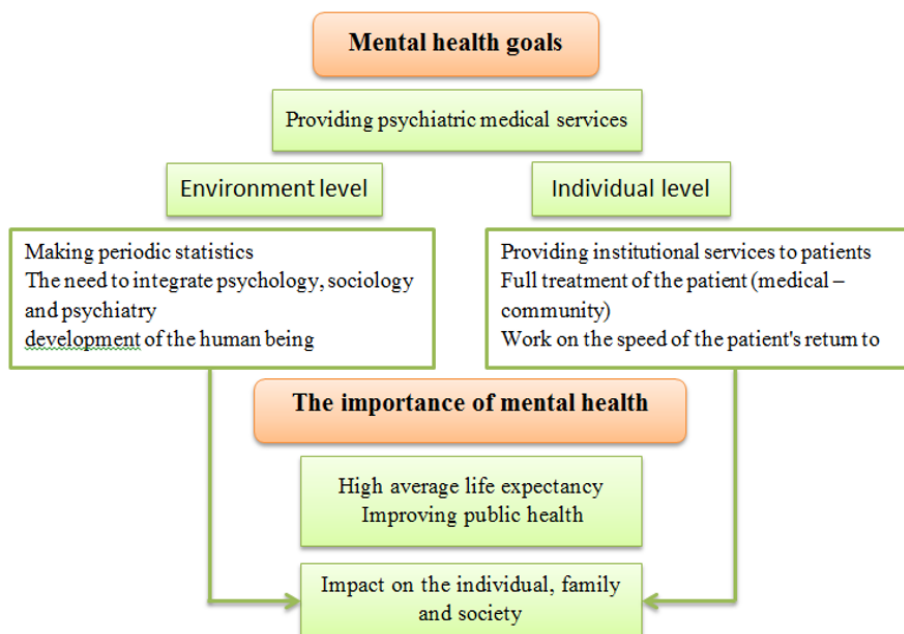 Mental health goals
Providing psychiatric medical services
Environment level
Individual level
Making periodic statistics
The need to integrate psychology, sociology
and psychiatry
development of the human being
Providing institutional services to patients
Full treatment of the patient (medical –
community)
Work on the speed of the patient's return to
The importance of mental health
High average life expectancy
Improving public health
Impact on the individual, family
and society